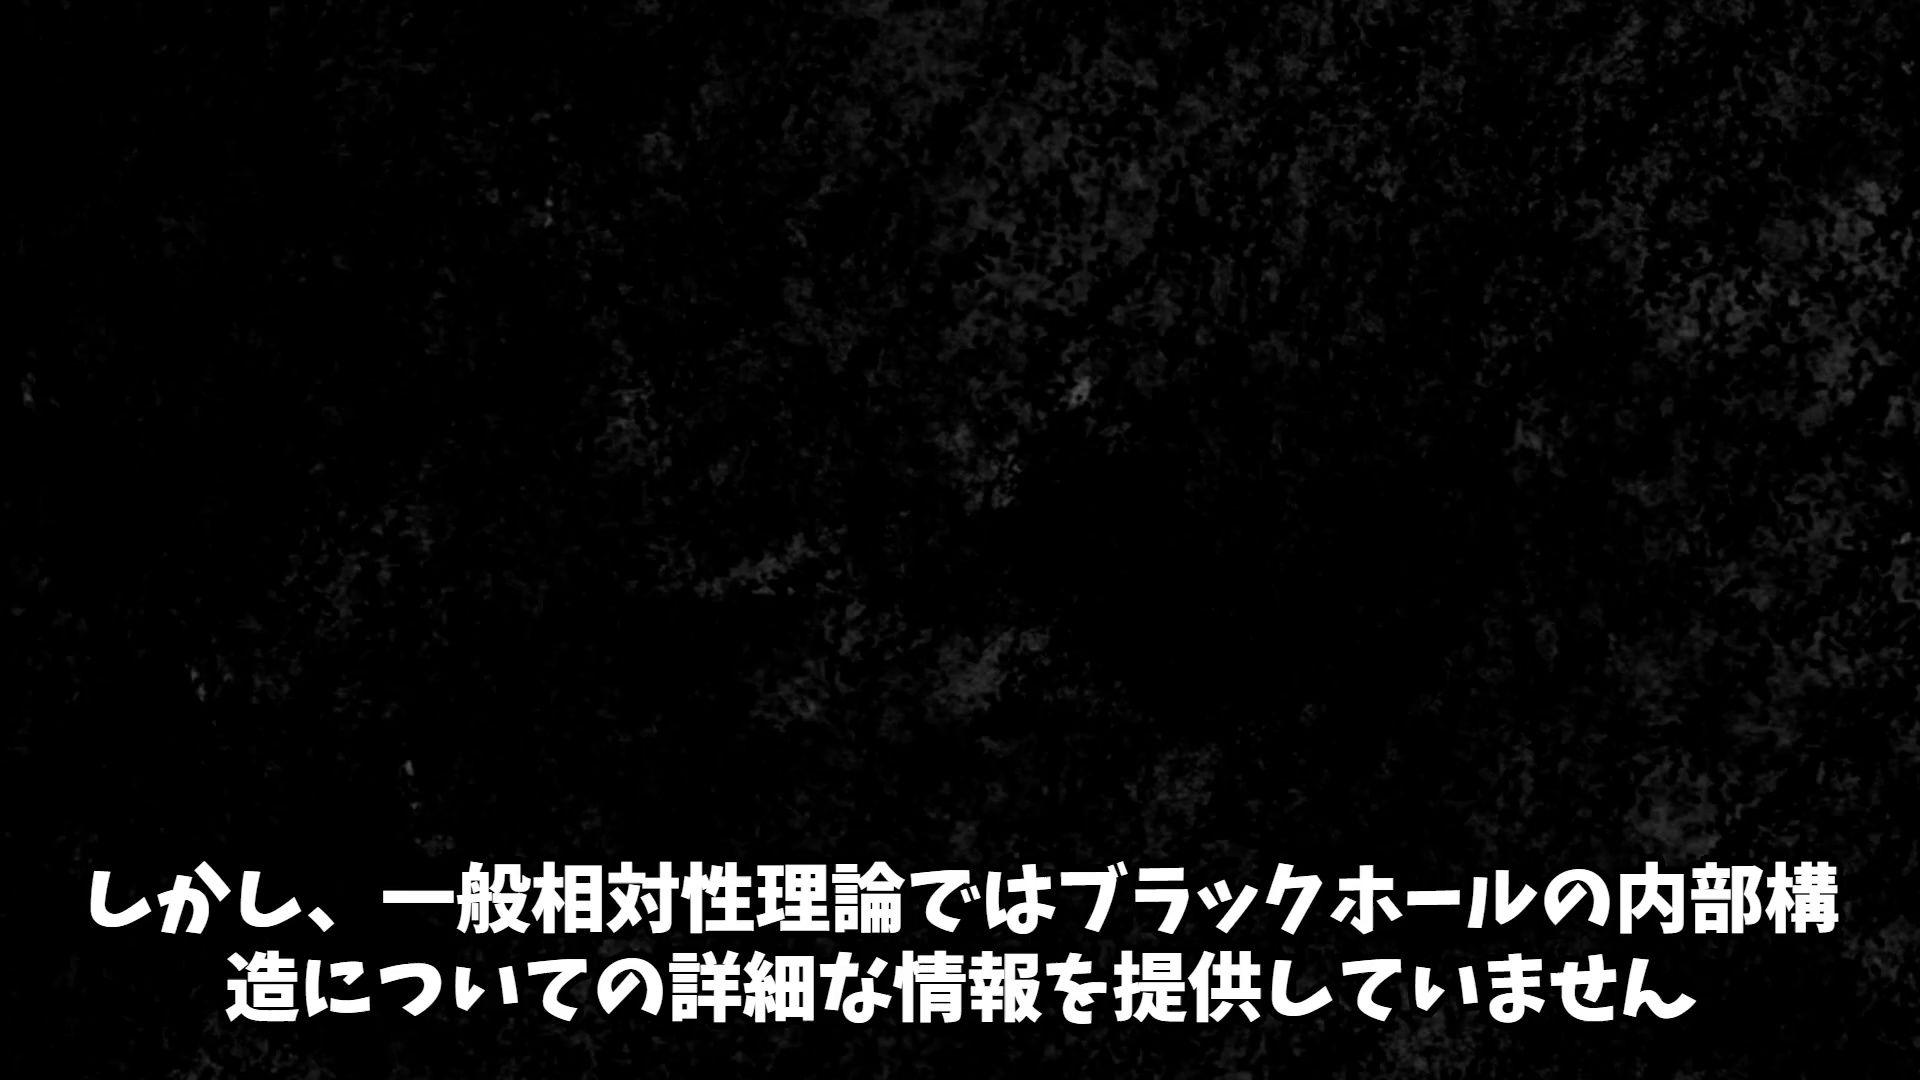 しかし、一般相対性理論ではブラックホールの内部構
造についての詳細な情報を提供していません